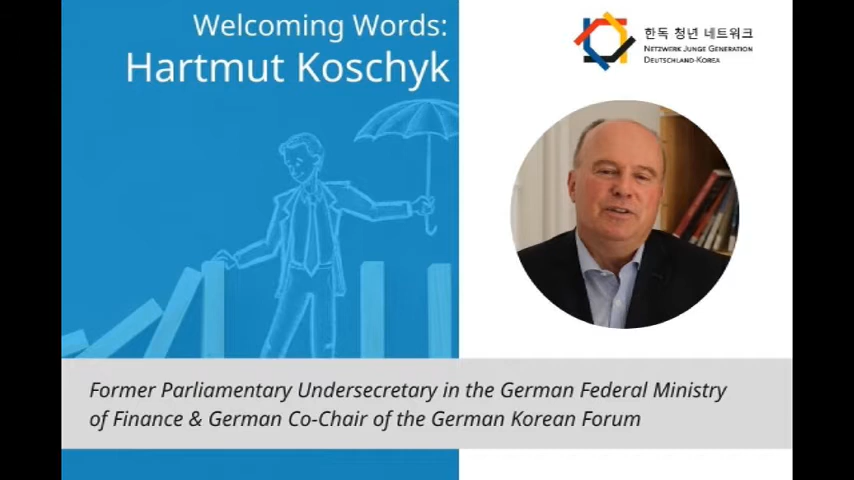 Welcoming Words:
Hartmut Koschyk
한독 청년 네트워크
NETZWERK JUNGE GENERATION
DEUTSCHLAND-KOREA
Former Parliamentary Undersecretary in the German Federal Ministry
of Finance & German Co-Chair of the German Korean Forum